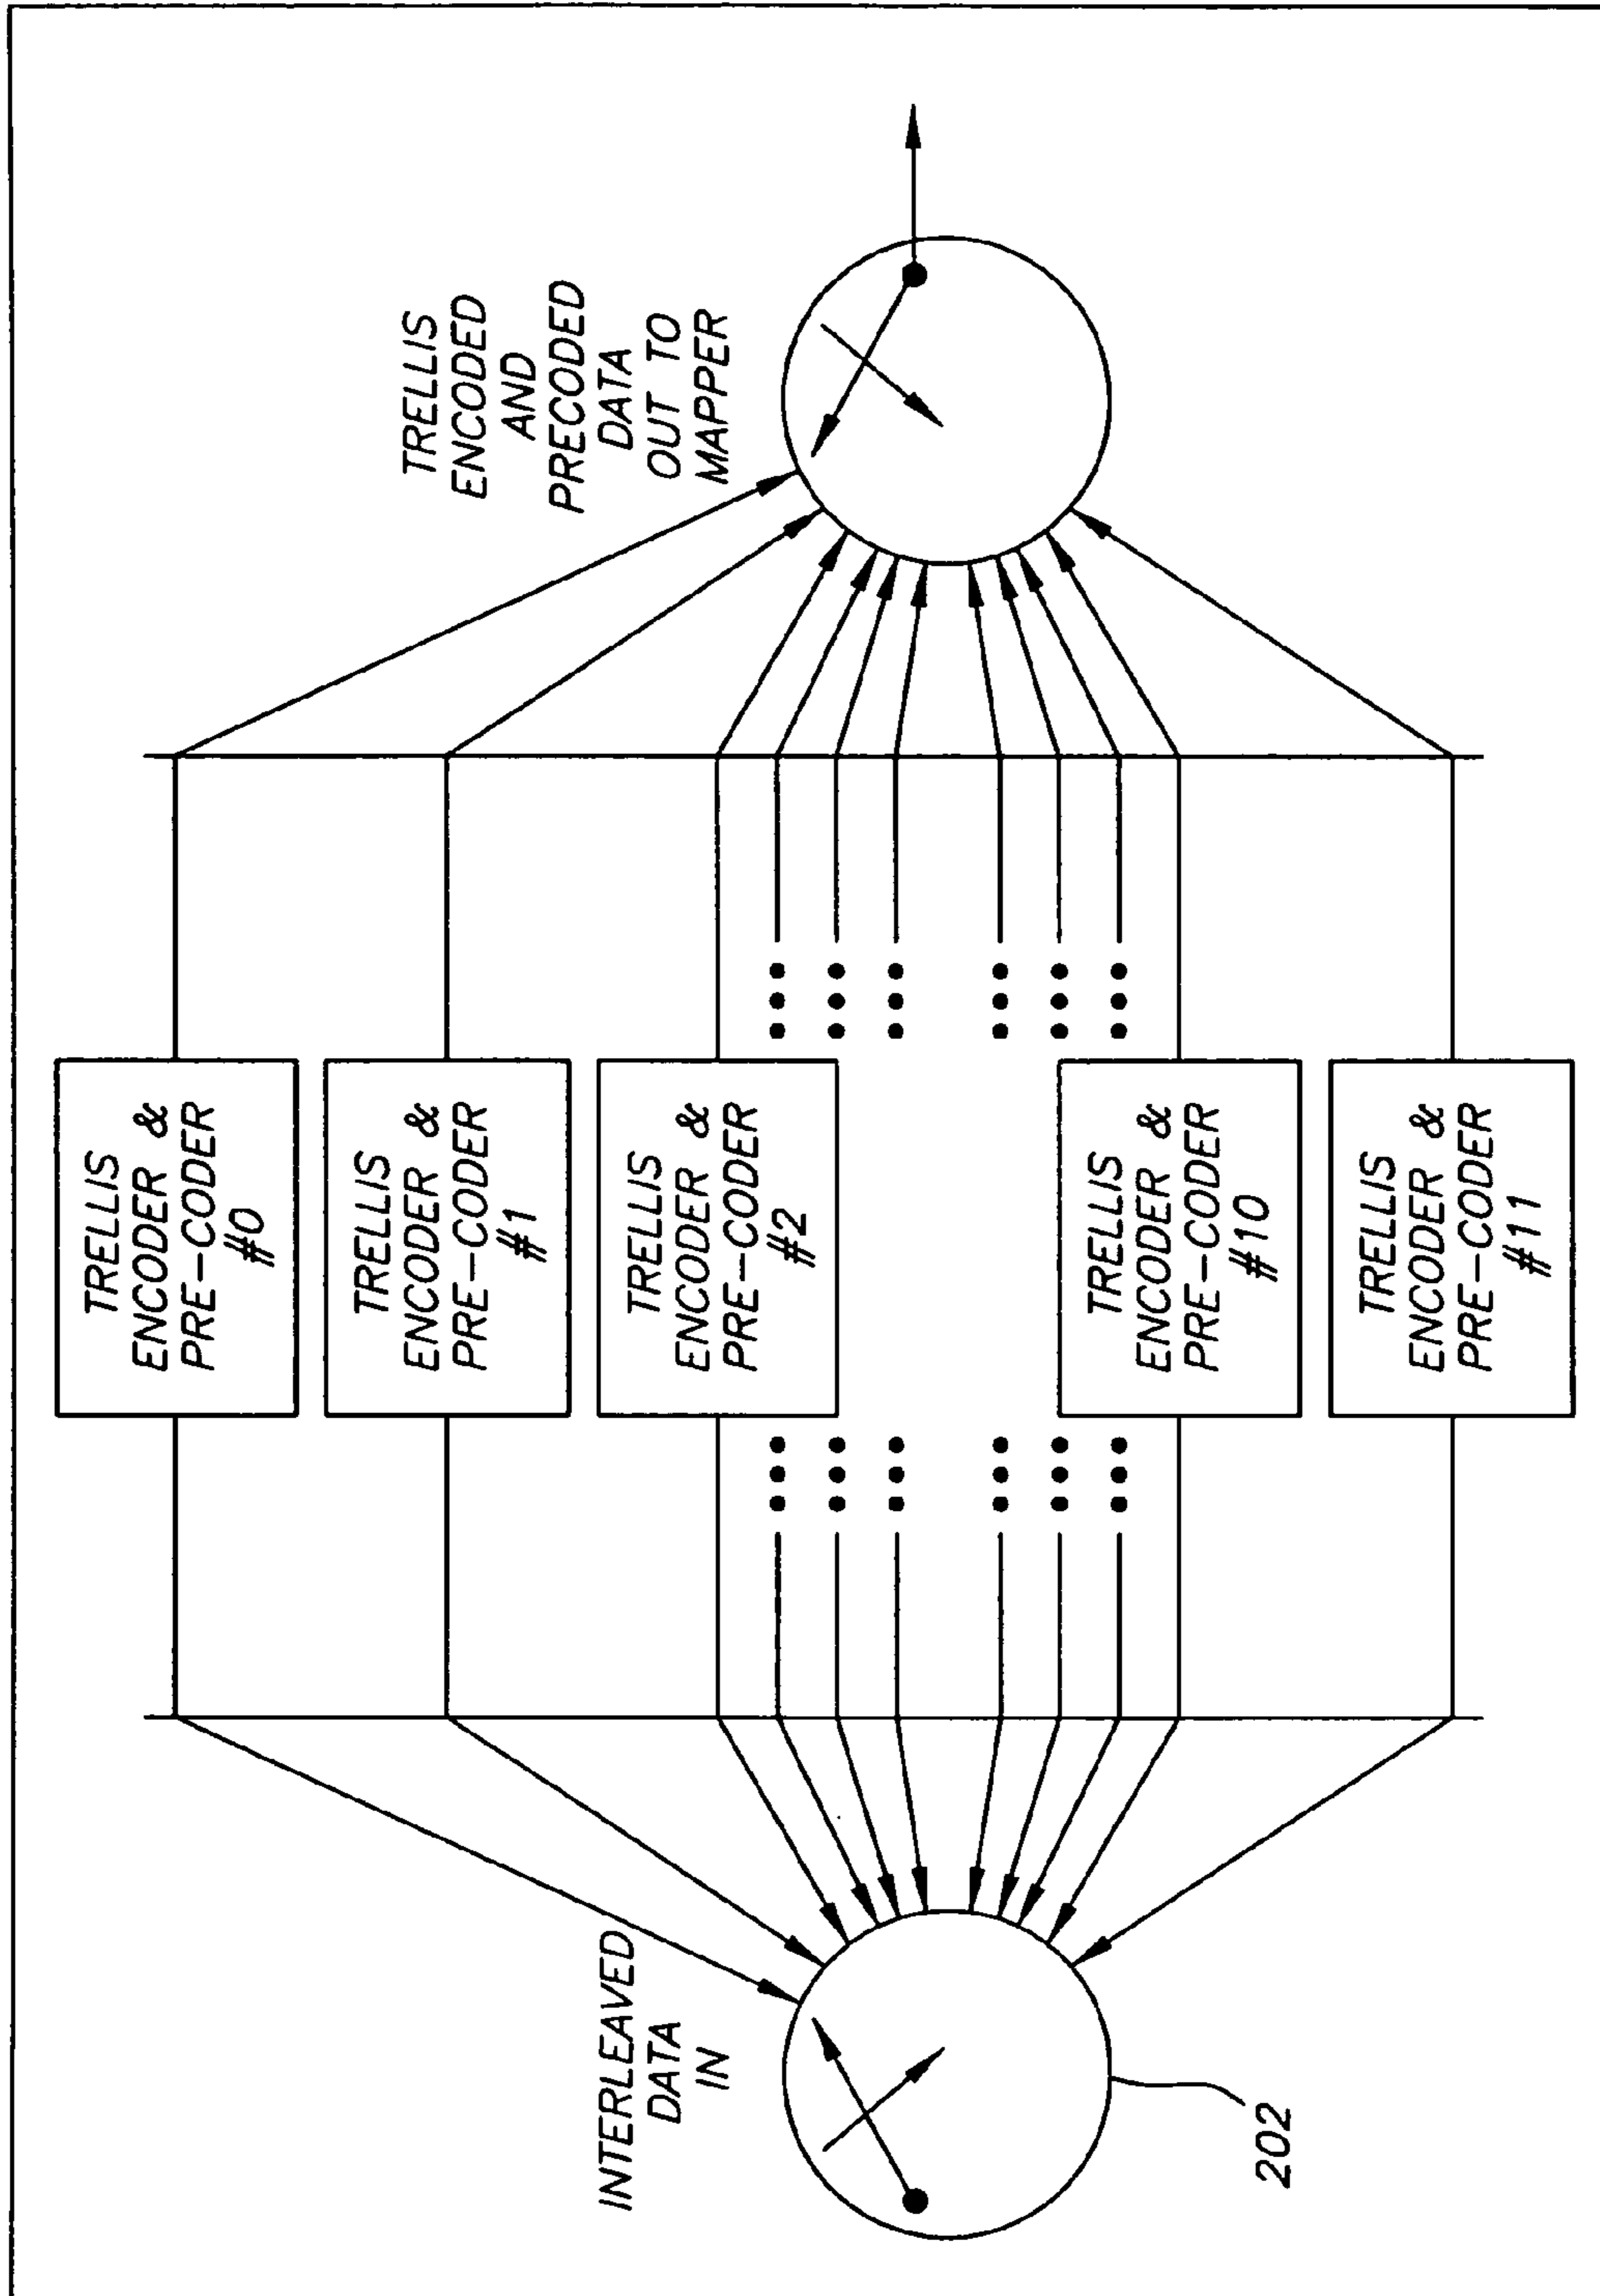 INTERLEAVED
DATA
IN
202
TRELLIS
ENCODER &
PRE-CODER
#0
TRELLIS
ENCODER &
PRE-CODER
#1
TRELLIS
ENCODER &
PRE-CODER
#2
TRELLIS
ENCODER &
PRE-CODER
#10
TRELLIS
ENCODER &
PRE-CODER
#11
TRELLIS
ENCODED
AND
PRECODED
DATA
OUT TO
MAPPER